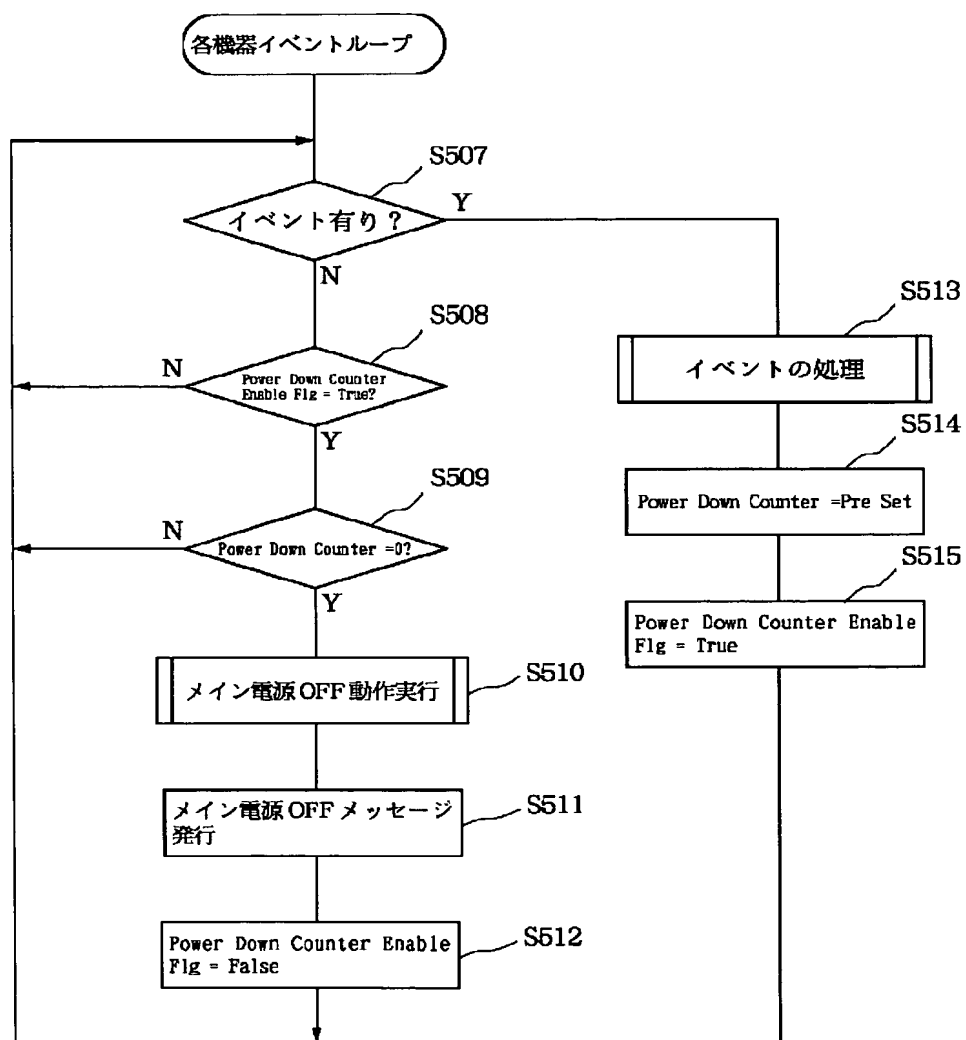 各機器イベントループ
S507
イベント有り？
Y
N
S508
Power Down Counter
Enable Flg = True?
N
Y
S509
Power Down Counter =0?
N
Y
メイン電源OFF動作実行
S510
メイン電源OFFメッセージ
発行
S511
Power Down Counter Enable
Flg = False
S512
S513
イベントの処理
S514
Power Down Counter =Pre Set
S515
Power Down Counter Enable
Flg = True